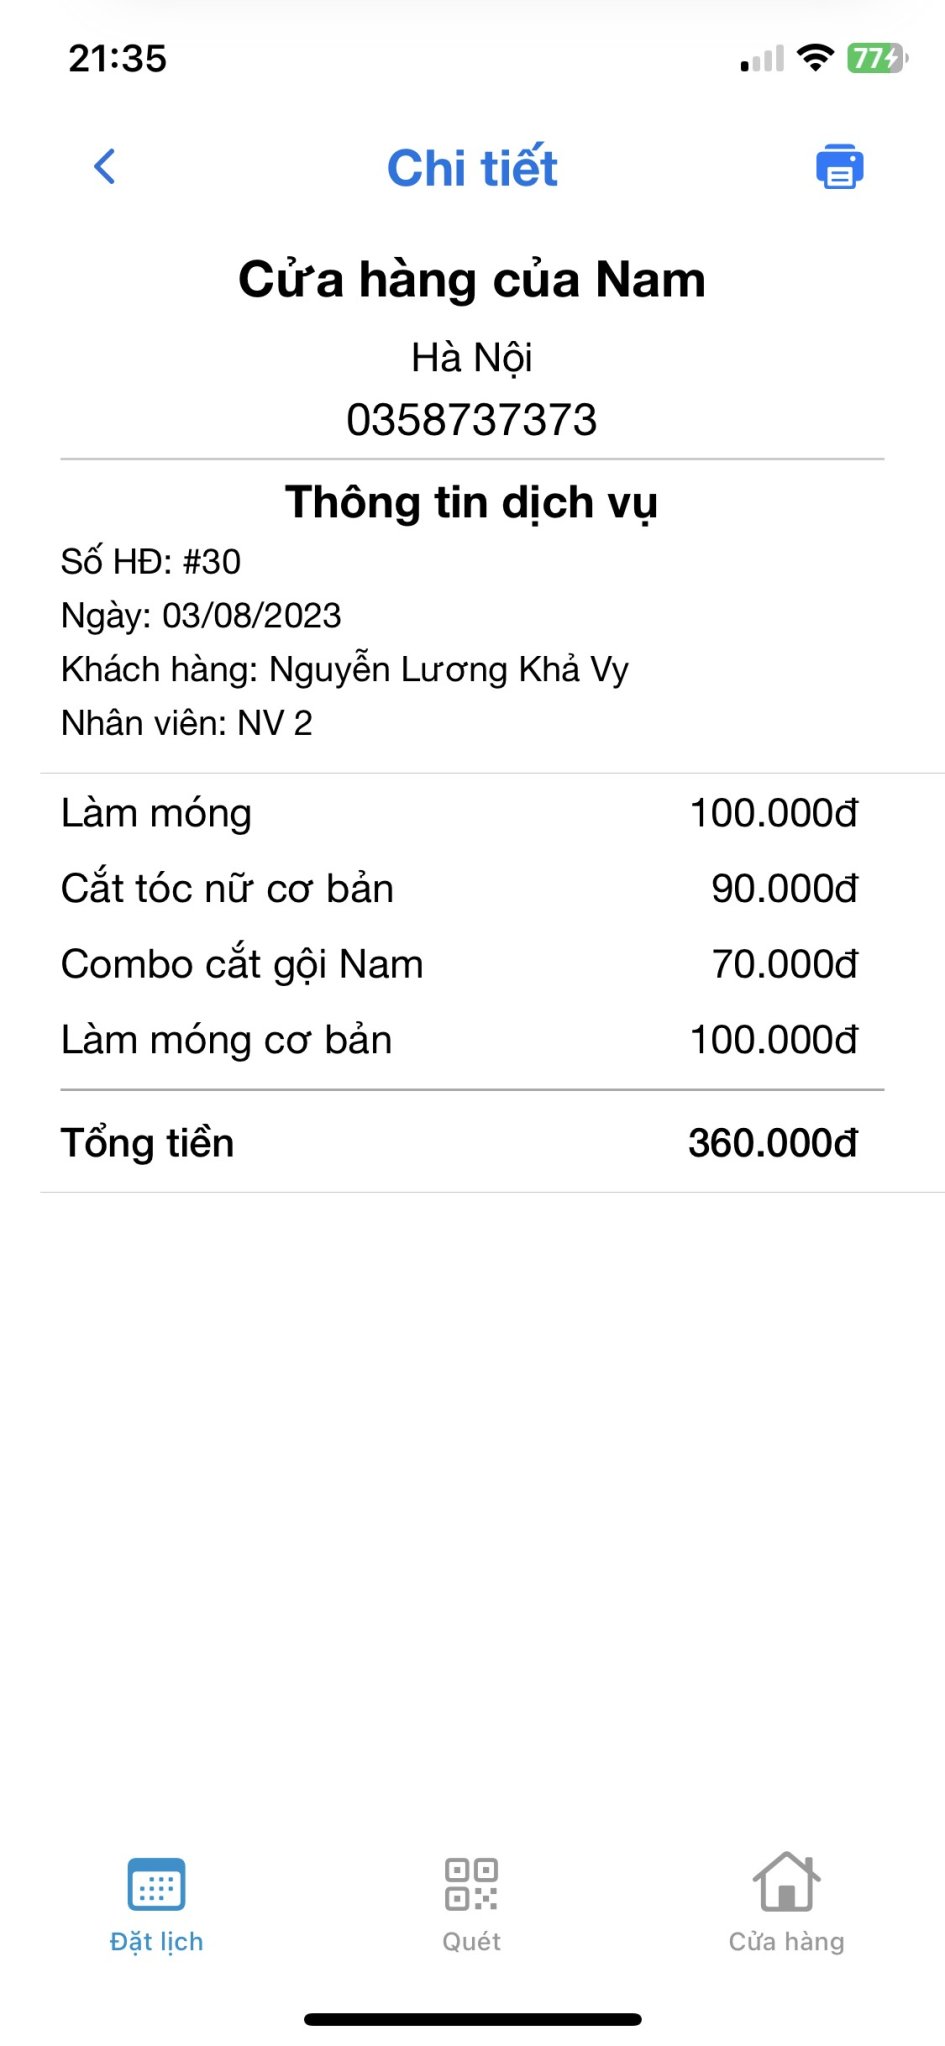 21:35
77
Chi tiết
Cửa hàng của Nam
Hà Nội
0358737373
Thông tin dịch vụ
Số HĐ: #30
Ngày: 03/08/2023
Khách hàng: Nguyễn Lương Khả Vy
Nhân viên: NV 2
Làm móng 100.000đ
Cắt tóc nữ cơ bản 90.000đ
Combo cắt gội Nam 70.000đ
Làm móng cơ bản 100.000đ
Tổng tiền 360.000đ
Đặt lịch Quét Cửa hàng